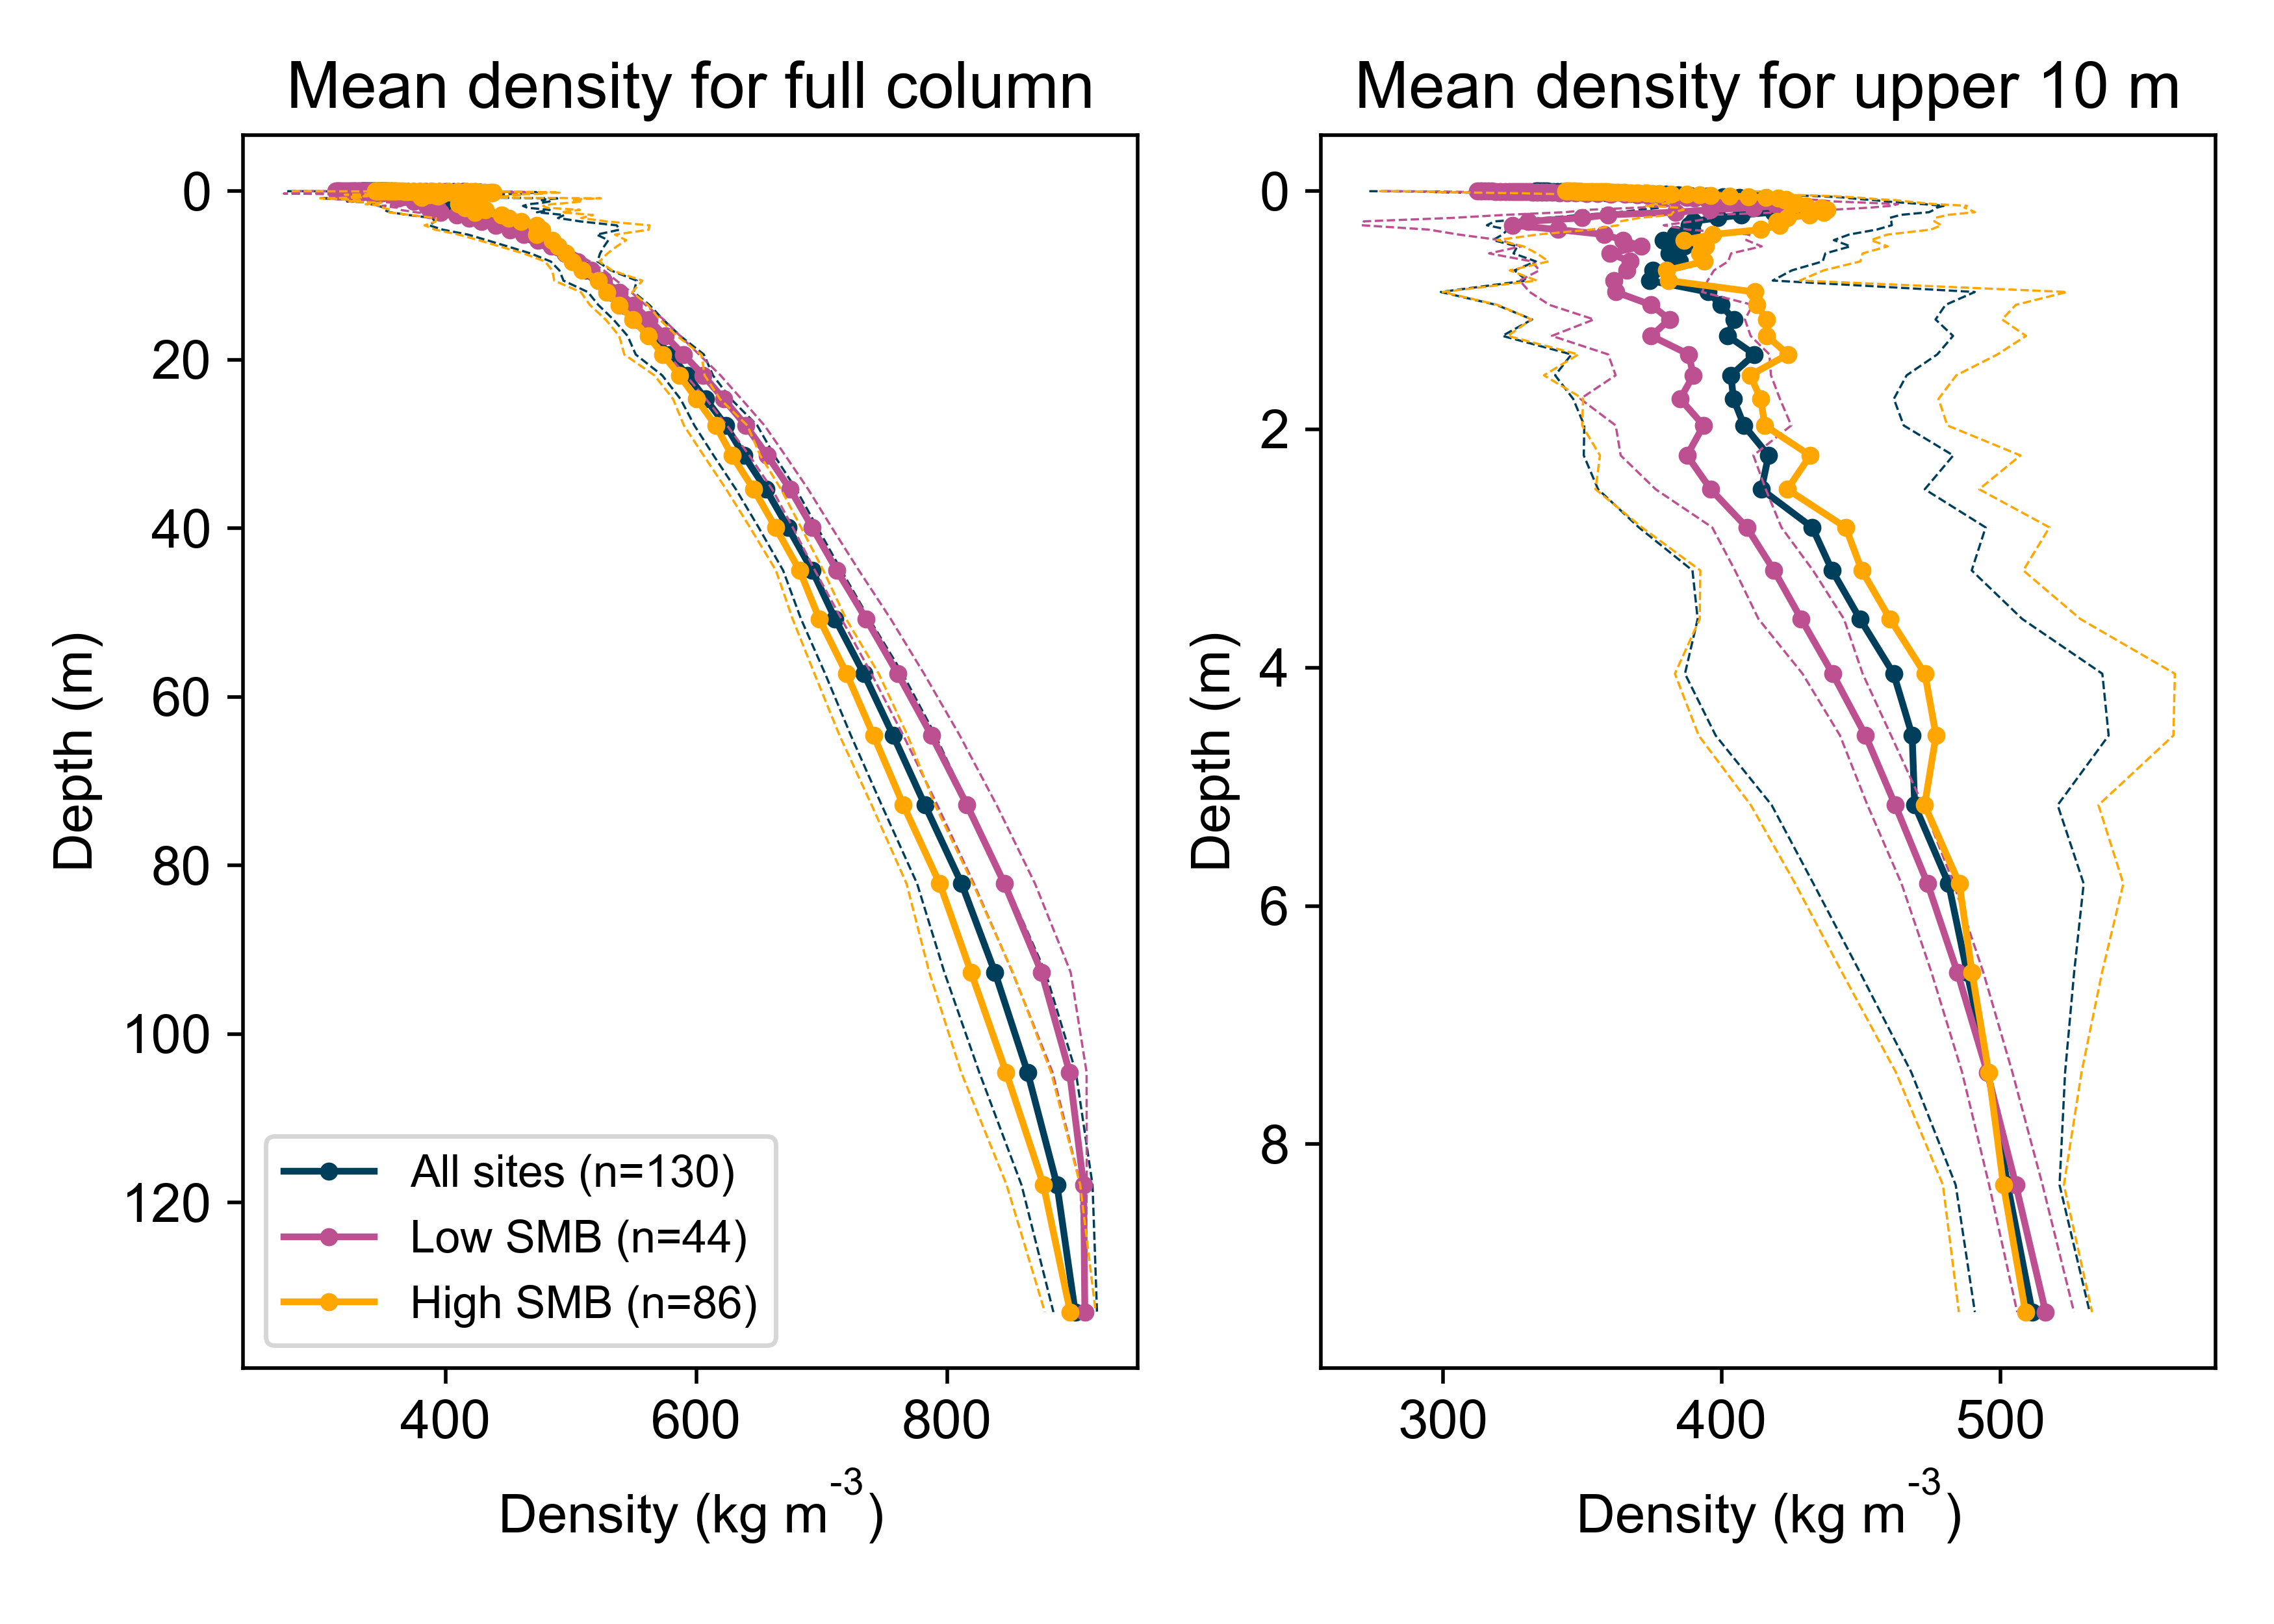 Mean density for full column
Depth (m)
0
20
40
60
80
100
120
All sites (n=130)
Low SMB (n=44)
High SMB (n=86)
400 600 800
Density (kg m⁻³)
Mean density for upper 10 m
Depth (m)
0
2
4
6
8
300 400 500
Density (kg m⁻³)